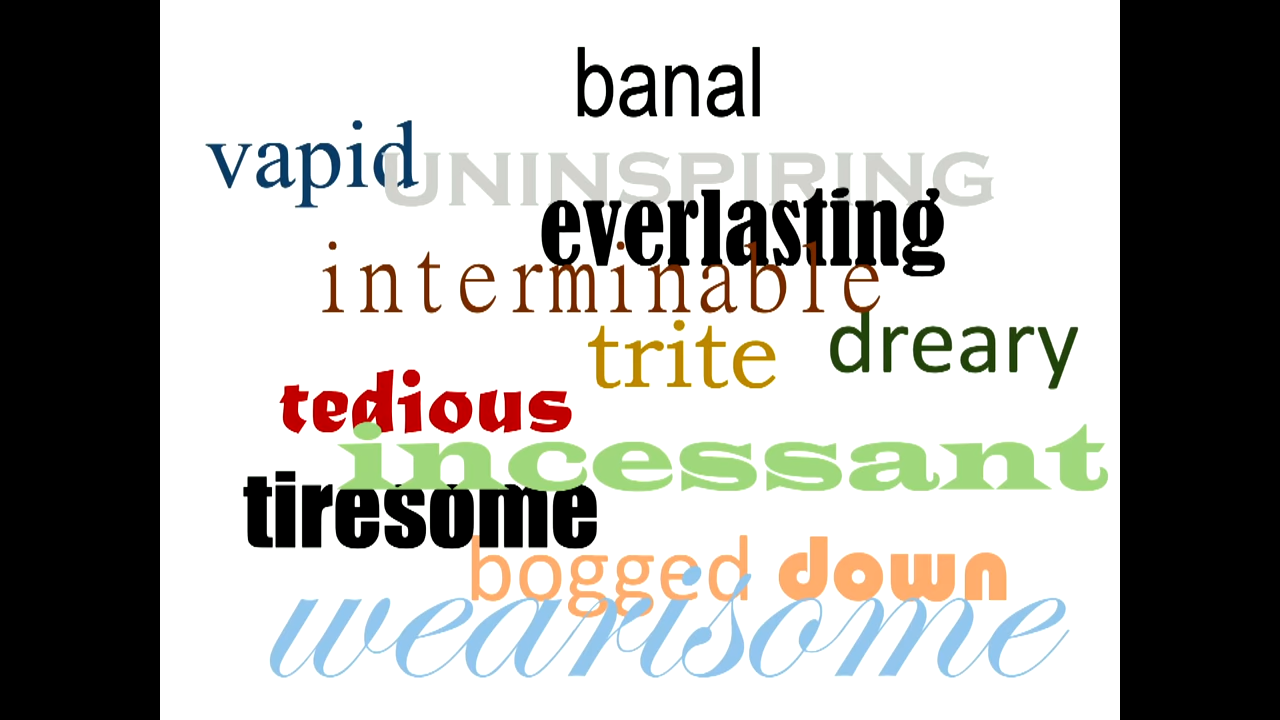 banal
vapid
UNINSPIRING
everlasting
interminable
trite
dreary
tedious
incessant
tiresome
bogged down
wearisome